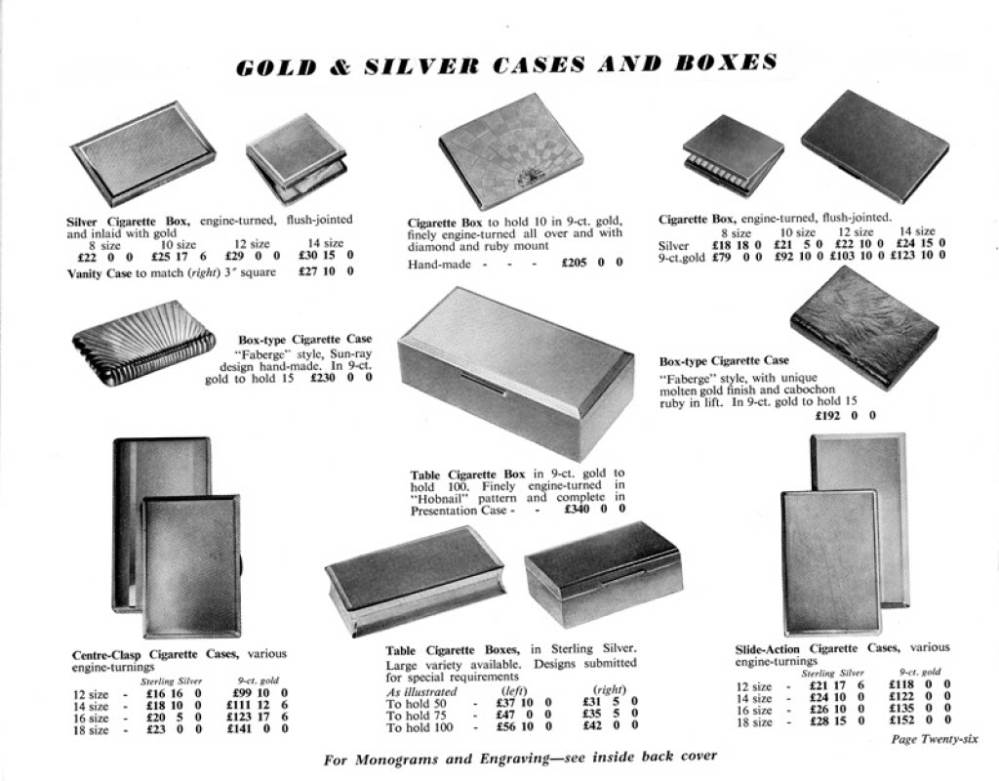 GOLD & SILVER CASES AND BOXES
Silver Cigarette Box, engine-turned, flush-jointed
and inlaid with gold
8 size 10 size 12 size 14 size
£22 0 0 £25 17 6 £29 0 0 £30 15 0
Vanity Case to match (right) 3" square £27 10 0
Cigarette Box to hold 10 in 9-ct. gold,
finely engine-turned all over and with
diamond and ruby mount
Hand-made - - - £205 0 0
Cigarette Box, engine-turned, flush-jointed.
8 size 10 size 12 size 14 size
Silver £18 18 0 £21 5 0 £22 10 0 £24 15 0
9-ct.gold £79 0 0 £92 10 0 £103 10 0 £123 10 0
Box-type Cigarette Case
"Faberge" style, Sun-ray
design hand-made. In 9-ct.
gold to hold 15 £230 0 0
Box-type Cigarette Case
"Faberge" style, with unique
molten gold finish and cabochon
ruby in lift. In 9-ct. gold to hold 15
£192 0 0
Table Cigarette Box in 9-ct. gold to
hold 100. Finely engine-turned in
"Hobnail" pattern and complete in
Presentation Case - - £340 0 0
Centre-Clasp Cigarette Cases, various
engine-turnings
Sterling Silver 9-ct. gold
12 size - £16 16 0 £99 10 0
14 size - £18 10 0 £111 12 6
16 size - £20 5 0 £123 17 6
18 size - £23 0 0 £141 0 0
Table Cigarette Boxes, in Sterling Silver.
Large variety available. Designs submitted
for special requirements
As illustrated (left) (right)
To hold 50 - £37 10 0 £31 5 0
To hold 75 - £47 0 0 £35 5 0
To hold 100 - £56 10 0 £42 0 0
Slide-Action Cigarette Cases, various
engine-turnings
Sterling Silver 9-ct. gold
12 size - £21 17 6 £118 0 0
14 size - £24 10 0 £122 0 0
16 size - £26 10 0 £135 0 0
18 size - £28 15 0 £152 0 0
Page Twenty-six
For Monograms and Engraving—see inside back cover